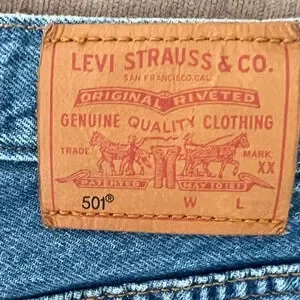 LEVI STRAUSS & CO.
SAN FRANCISCO, CAL.
ORIGINAL RIVETED
GENUINE QUALITY CLOTHING
TRADE MARK
XX
PATENTED MAY 20 1873
501® W L